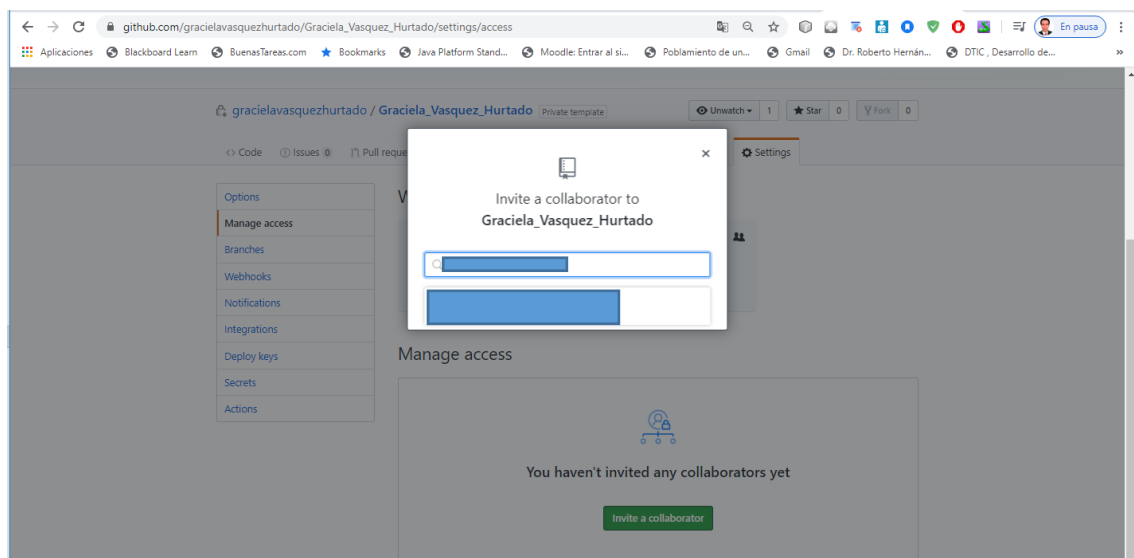 github.com/gracielavasquezhurtado/Graciela_Vasquez_Hurtado/settings/access
En pausa
Aplicaciones Blackboard Learn BuenasTareas.com Bookmarks Java Platform Stand... Moodle: Entrar al si... Poblamiento de un... Gmail Dr. Roberto Hernán... DTIC , Desarrollo de... »
gracielavasquezhurtado / Graciela_Vasquez_Hurtado Private template Unwatch 1 Star 0 Fork 0
Code Issues 0 Pull reque Settings
Invite a collaborator to
Graciela_Vasquez_Hurtado
Options
Manage access
Branches
Webhooks
Notifications
Integrations
Deploy keys
Secrets
Actions
Manage access
You haven't invited any collaborators yet
Invite a collaborator